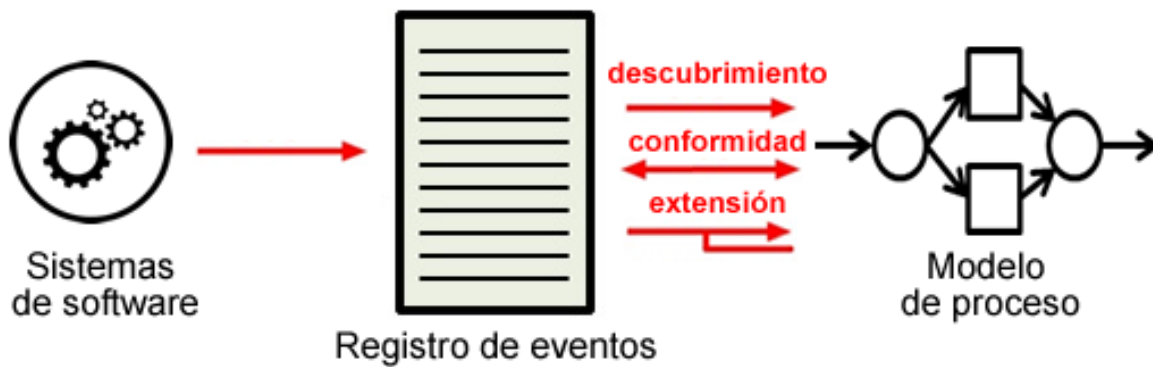 descubrimiento
conformidad
extensión
Sistemas
de software
Registro de eventos
Modelo
de proceso